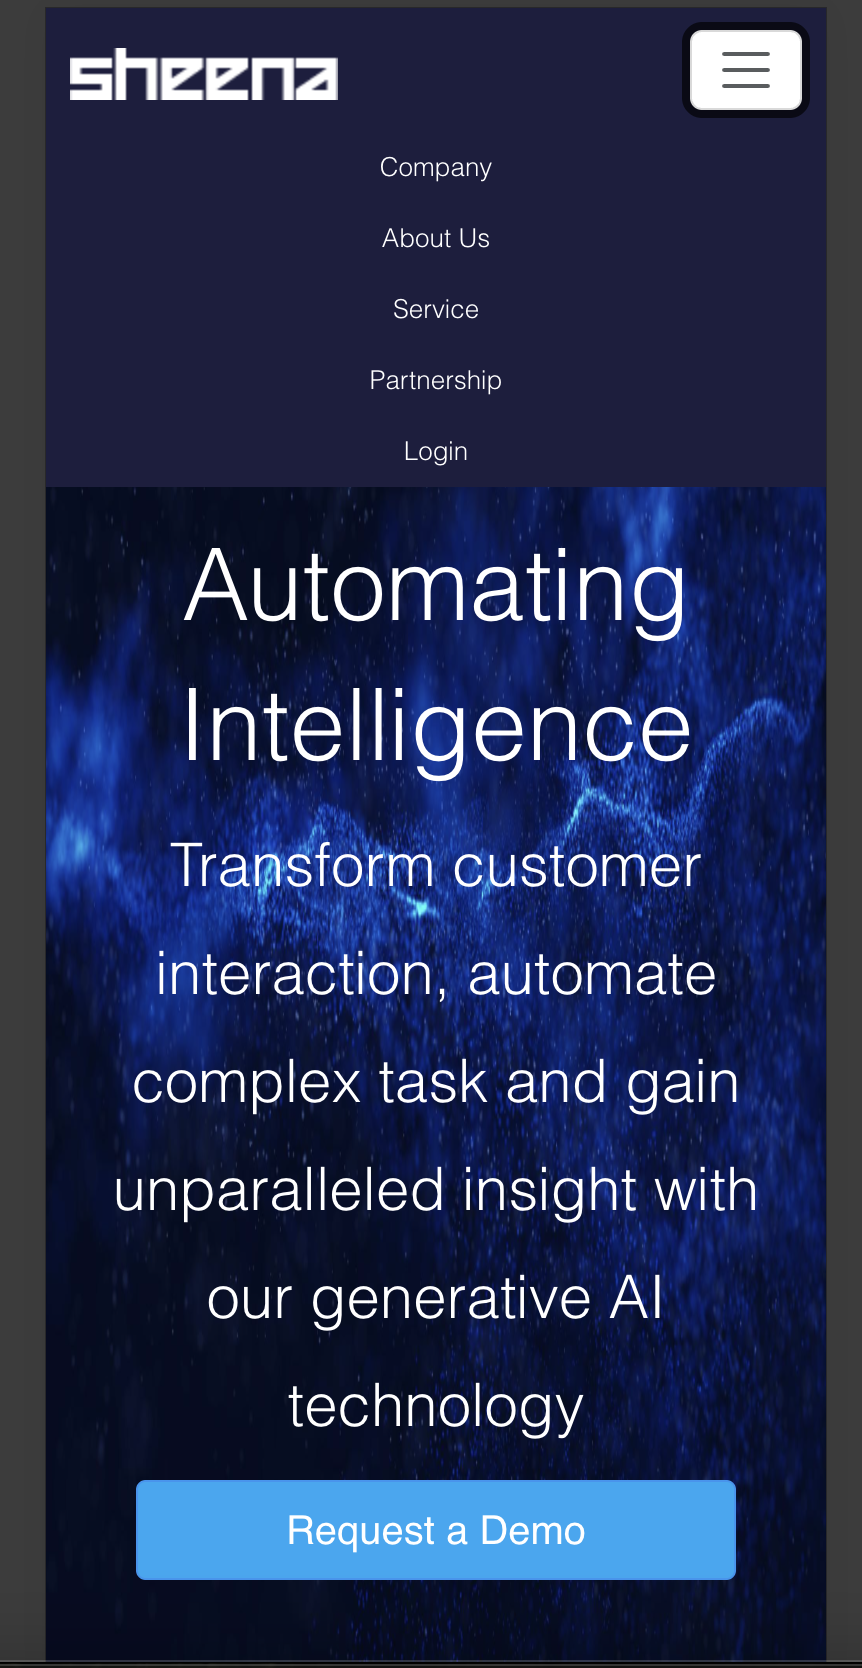 sheena
Company
About Us
Service
Partnership
Login
Automating
Intelligence
Transform customer
interaction, automate
complex task and gain
unparalleled insight with
our generative AI
technology
Request a Demo